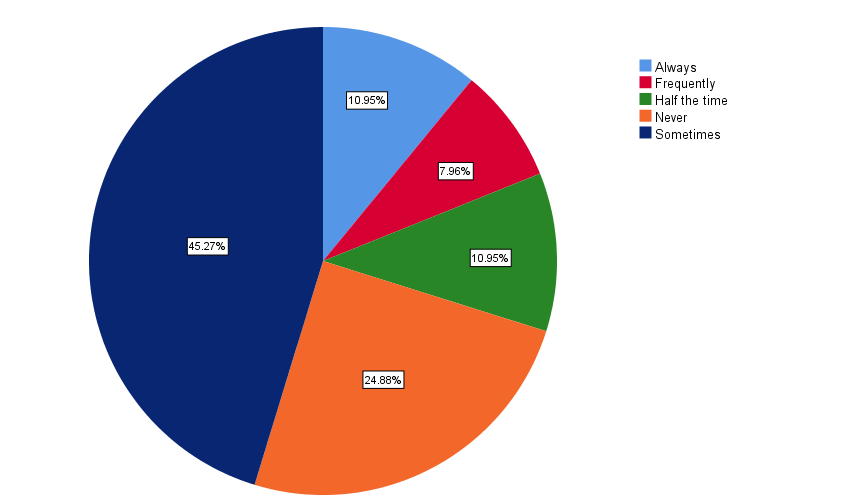 Always
Frequently
Half the time
Never
Sometimes
10.95%
7.96%
10.95%
24.88%
45.27%